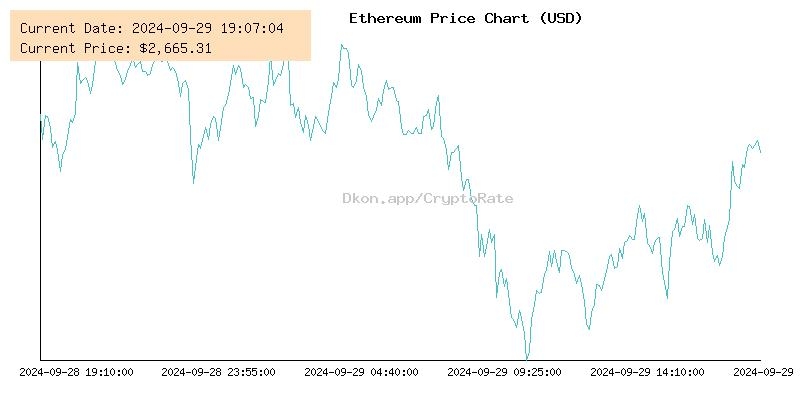 Ethereum Price Chart (USD)
Current Date: 2024-09-29 19:07:04
Current Price: $2,665.31
Dkon.app/CryptoRate
2024-09-28 19:10:00 2024-09-28 23:55:00 2024-09-29 04:40:00 2024-09-29 09:25:00 2024-09-29 14:10:00 2024-09-29